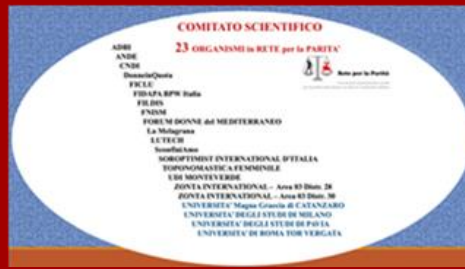 COMITATO SCIENTIFICO
23 ORGANISMI in RETE per la PARITA'
Rete per la Parità
ADBI
ANDE
CNDI
DonneinQuota
FICLU
FIDAPA BPW Italia
FILDIS
FNISM
FORUM DONNE del MEDITERRANEO
La Melagrana
LUTECH
SconfiniAmo
SOROPTIMIST INTERNATIONAL D'ITALIA
TOPONOMASTICA FEMMINILE
UDI MONTEVERDE
ZONTA INTERNATIONAL – Area 03 Distr. 28
ZONTA INTERNATIONAL – Area 03 Distr. 30
UNIVERSITA' Magna Graecia di CATANZARO
UNIVERSITA' DEGLI STUDI DI MILANO
UNIVERSITA' DEGLI STUDI DI PAVIA
UNIVERSITA' DI ROMA TOR VERGATA